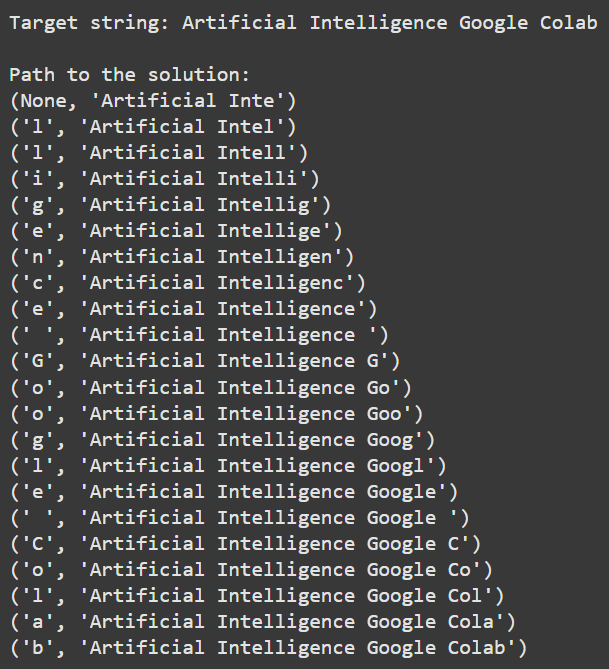 Target string: Artificial Intelligence Google Colab
Path to the solution:
(None, 'Artificial Inte')
('l', 'Artificial Intel')
('l', 'Artificial Intell')
('i', 'Artificial Intelli')
('g', 'Artificial Intellig')
('e', 'Artificial Intellige')
('n', 'Artificial Intelligen')
('c', 'Artificial Intelligenc')
('e', 'Artificial Intelligence')
(' ', 'Artificial Intelligence ')
('G', 'Artificial Intelligence G')
('o', 'Artificial Intelligence Go')
('o', 'Artificial Intelligence Goo')
('g', 'Artificial Intelligence Goog')
('l', 'Artificial Intelligence Googl')
('e', 'Artificial Intelligence Google')
(' ', 'Artificial Intelligence Google ')
('C', 'Artificial Intelligence Google C')
('o', 'Artificial Intelligence Google Co')
('l', 'Artificial Intelligence Google Col')
('a', 'Artificial Intelligence Google Cola')
('b', 'Artificial Intelligence Google Colab')